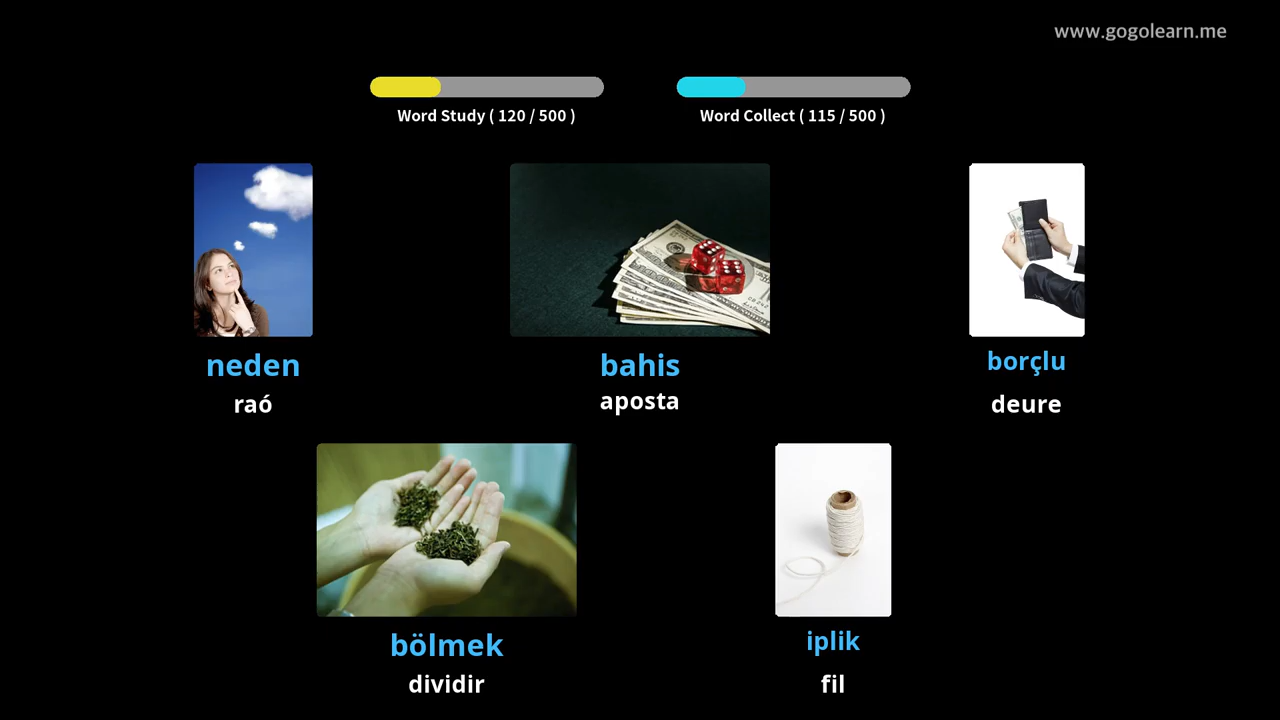 www.gogolearn.me
Word Study ( 120 / 500 )
Word Collect ( 115 / 500 )
neden
raó
bahis
aposta
borçlu
deure
bölmek
dividir
iplik
fil